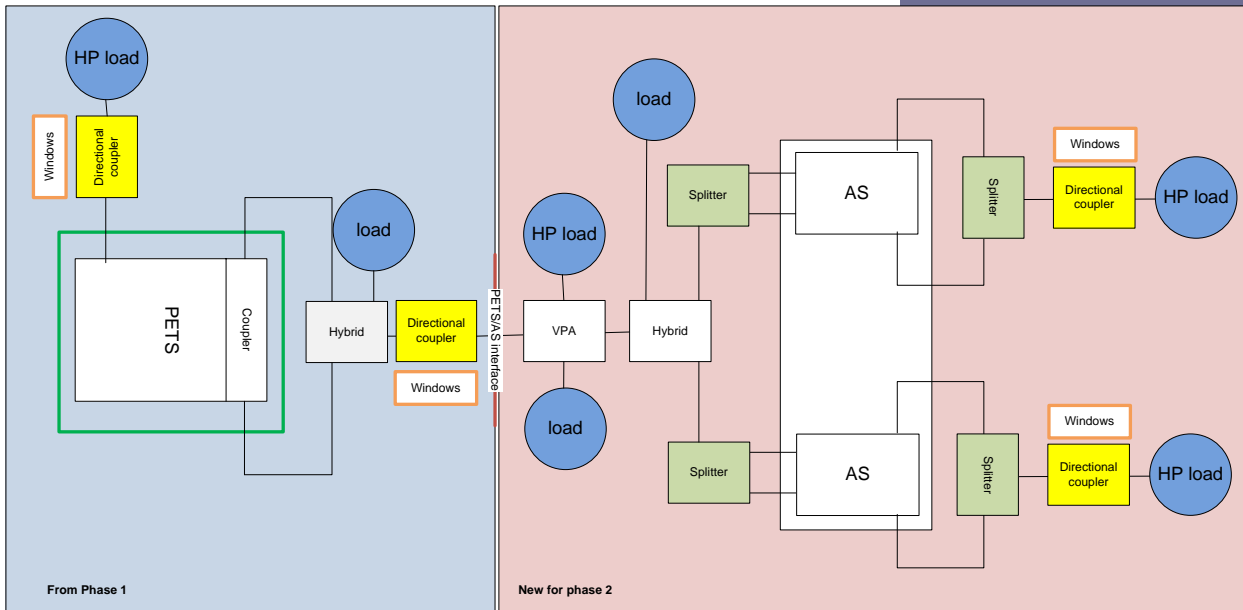 HP load
Windows
Directional
coupler
load
PETS
Coupler
Hybrid
Directional
coupler
Windows
From Phase 1
PETS/AS interface
load
HP load
VPA
load
Hybrid
Splitter
AS
Splitter
Windows
Directional
coupler
HP load
Splitter
AS
Splitter
Windows
Directional
coupler
HP load
New for phase 2